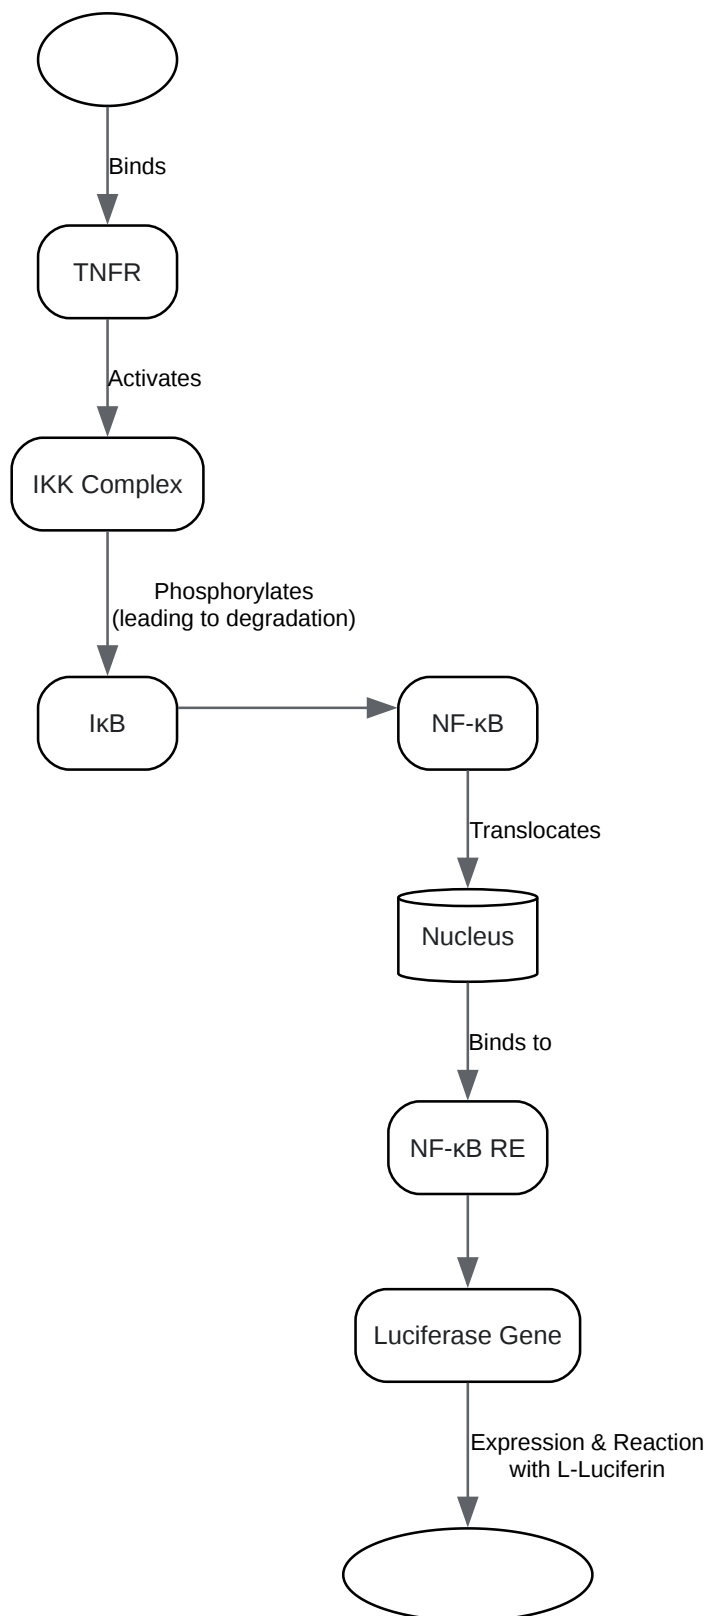 Binds
TNFR
Activates
IKK Complex
Phosphorylates
(leading to degradation)
IκB
NF-κB
Translocates
Nucleus
Binds to
NF-κB RE
Luciferase Gene
Expression & Reaction
with L-Luciferin